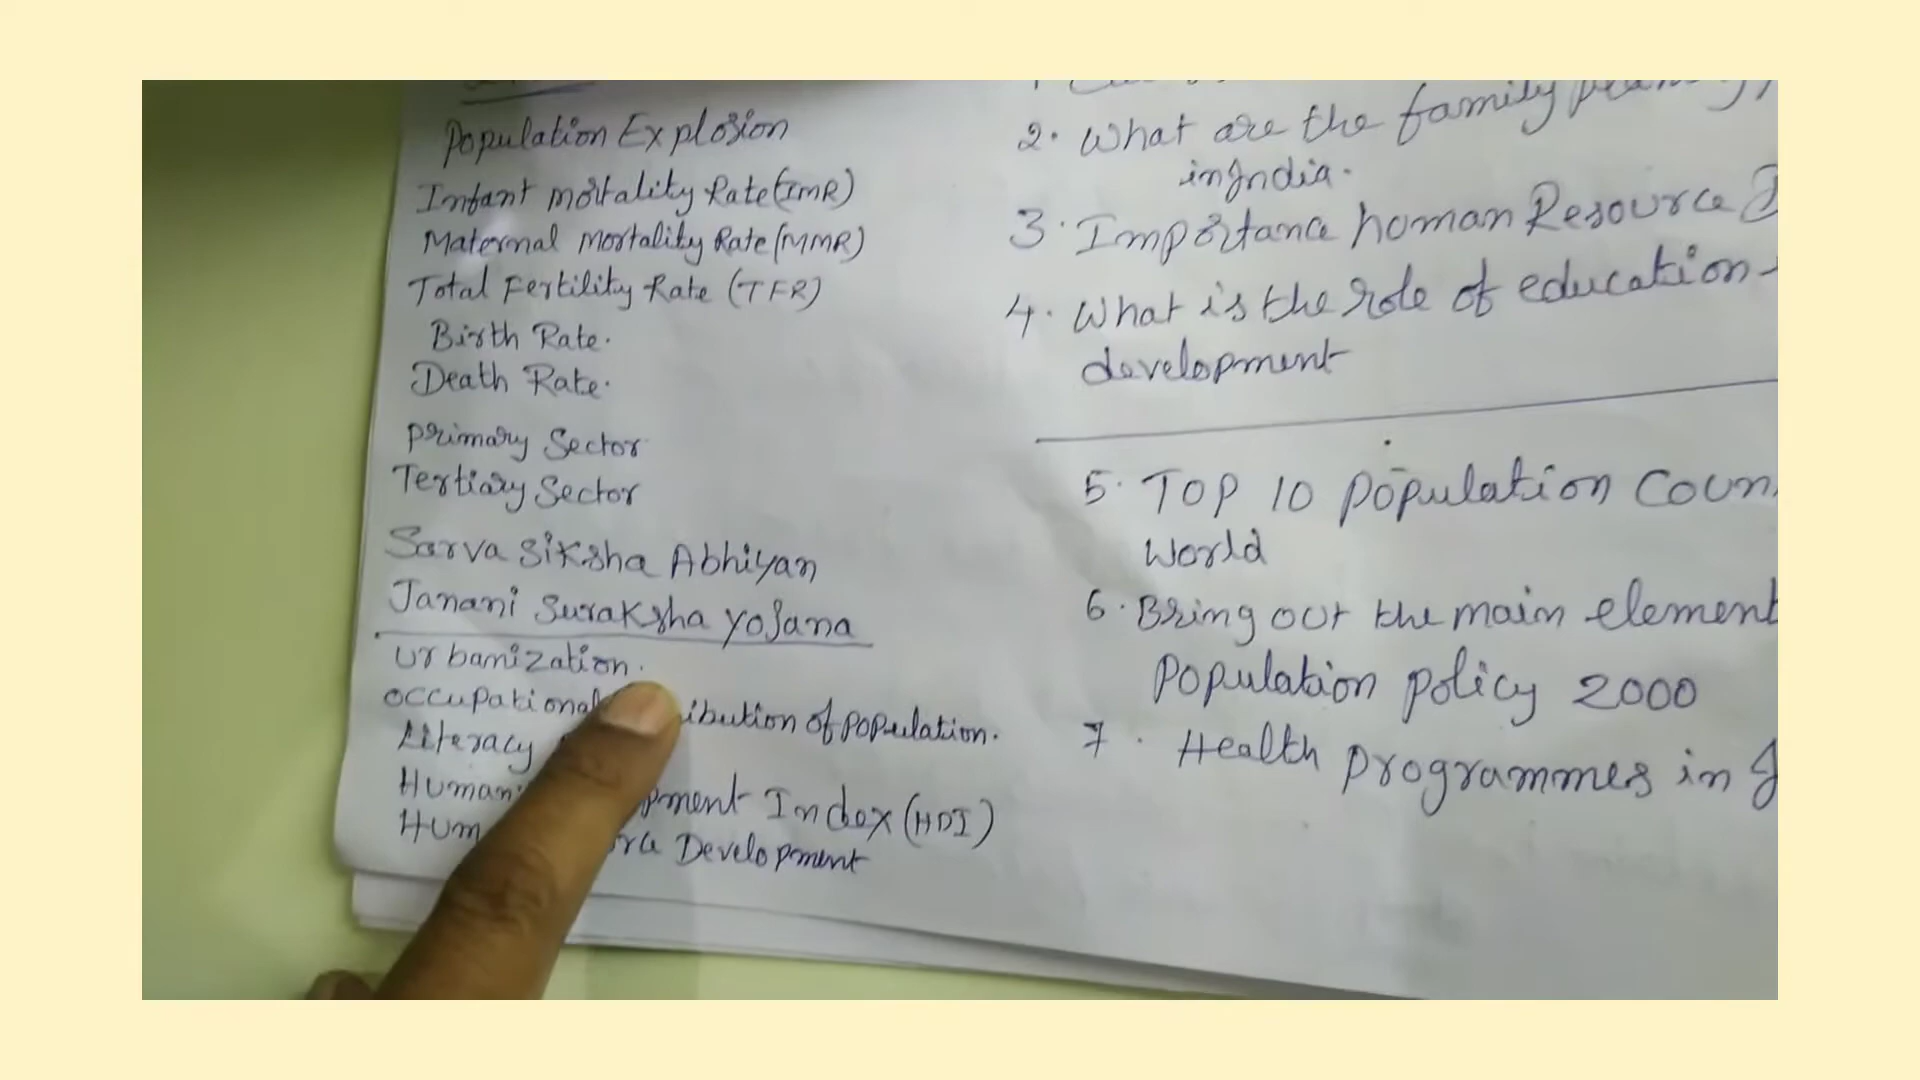 Population Explosion
Infant mortality Rate (IMR)
Maternal mortality Rate (MMR)
Total Fertility Rate (TFR)
Birth Rate.
Death Rate.
Primary Sector
Tertiary Sector
Sarva Siksha Abhiyan
Janani Suraksha Yojana
Urbanization.
Occupational ibution of population.
Literacy
Human pment Index (HDI)
Hum Development
2. What are the family
in India.
3. Importance human Resource
4. What is the role of education
development
5. TOP 10 population Coun
World
6. Bring out the main element
Population policy 2000
7. Health programmes in